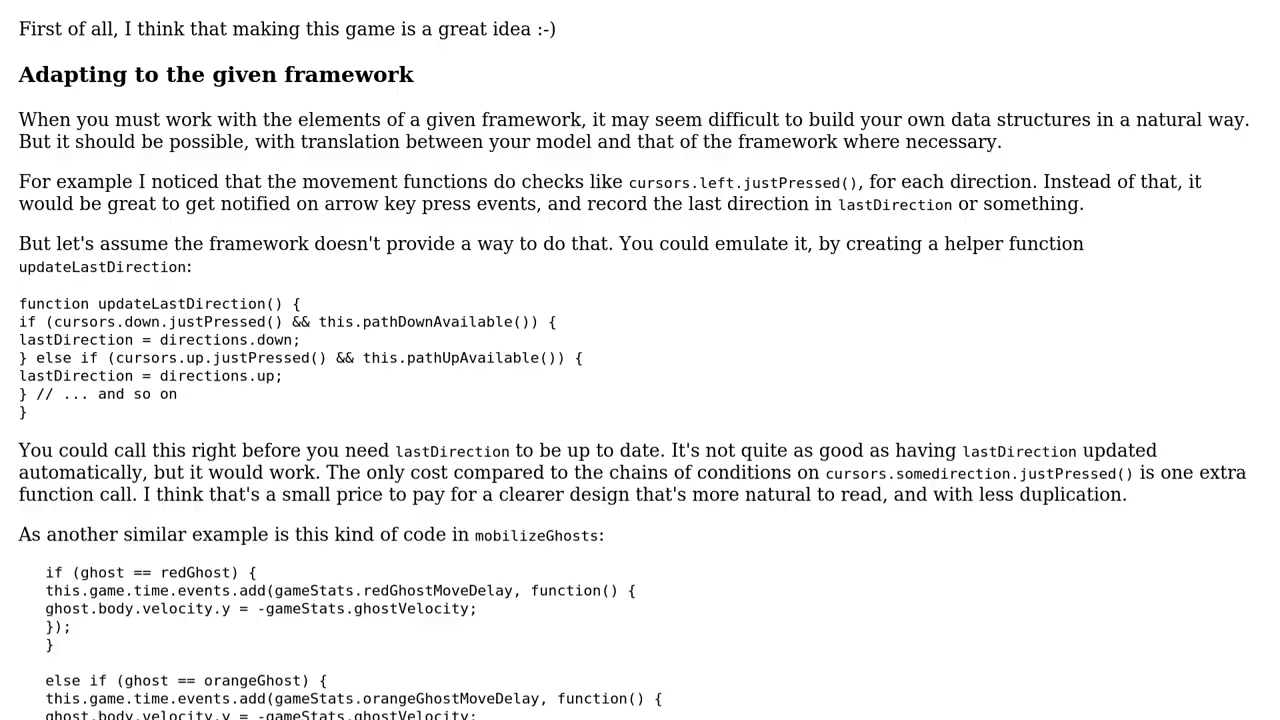 First of all, I think that making this game is a great idea :-)
Adapting to the given framework
When you must work with the elements of a given framework, it may seem difficult to build your own data structures in a natural way.
But it should be possible, with translation between your model and that of the framework where necessary.
For example I noticed that the movement functions do checks like cursors.left.justPressed(), for each direction. Instead of that, it
would be great to get notified on arrow key press events, and record the last direction in lastDirection or something.
But let's assume the framework doesn't provide a way to do that. You could emulate it, by creating a helper function
updateLastDirection:
function updateLastDirection() {
if (cursors.down.justPressed() && this.pathDownAvailable()) {
lastDirection = directions.down;
} else if (cursors.up.justPressed() && this.pathUpAvailable()) {
lastDirection = directions.up;
} // ... and so on
}
You could call this right before you need lastDirection to be up to date. It's not quite as good as having lastDirection updated
automatically, but it would work. The only cost compared to the chains of conditions on cursors.somedirection.justPressed() is one extra
function call. I think that's a small price to pay for a clearer design that's more natural to read, and with less duplication.
As another similar example is this kind of code in mobilizeGhosts:
if (ghost == redGhost) {
this.game.time.events.add(gameStats.redGhostMoveDelay, function() {
ghost.body.velocity.y = -gameStats.ghostVelocity;
});
}
else if (ghost == orangeGhost) {
this.game.time.events.add(gameStats.orangeGhostMoveDelay, function() {
ghost.body.velocity.y = -gameStats.ghostVelocity;